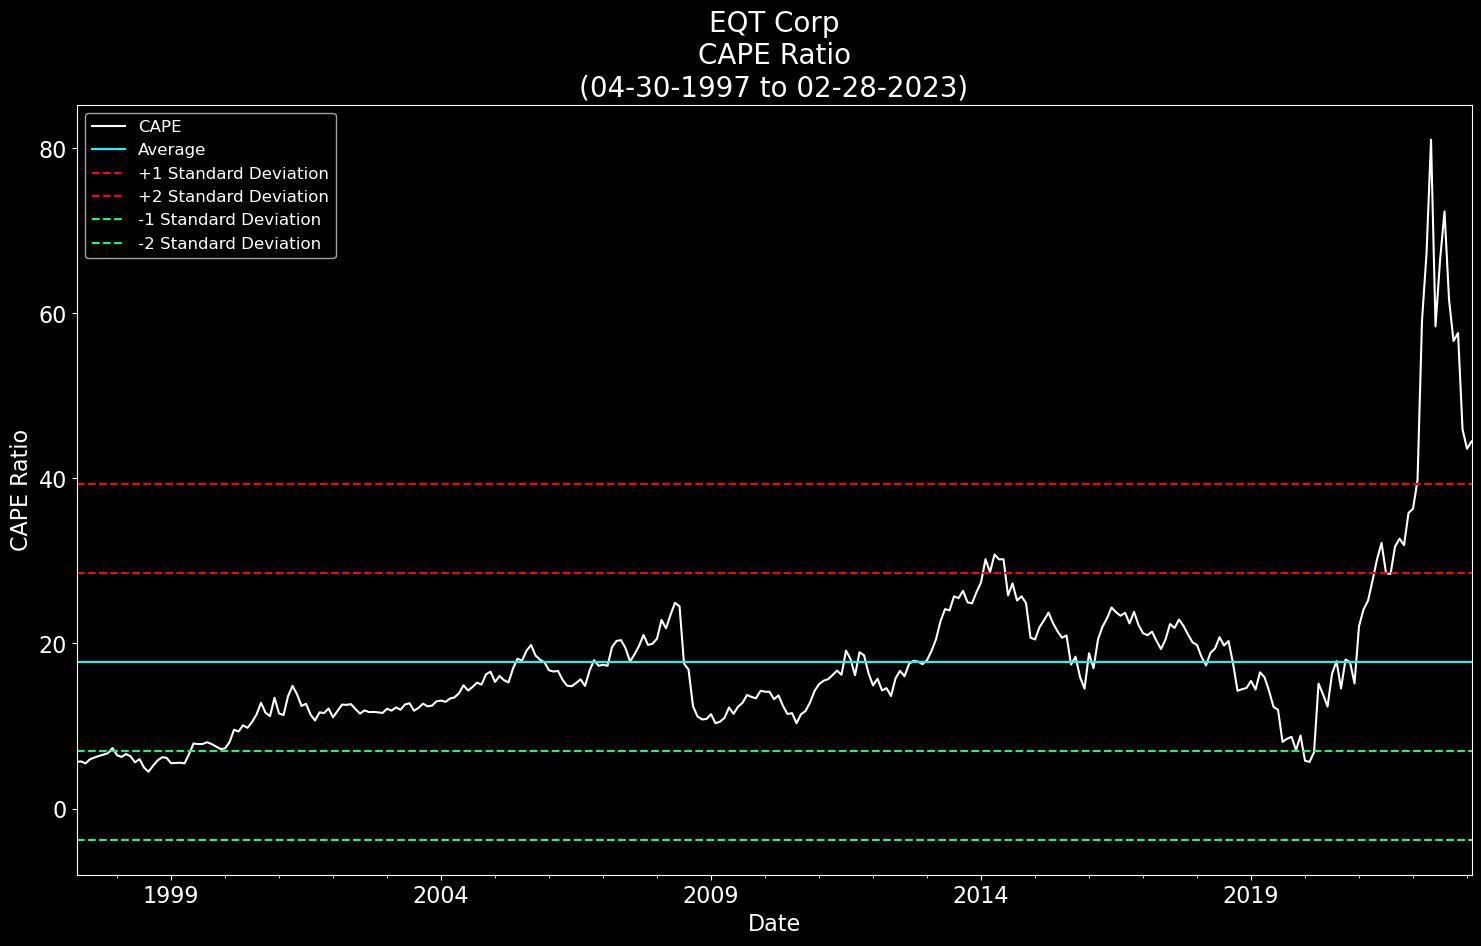 EQT Corp
CAPE Ratio
(04-30-1997 to 02-28-2023)
CAPE
Average
+1 Standard Deviation
+2 Standard Deviation
-1 Standard Deviation
-2 Standard Deviation
80
60
40
20
0
CAPE Ratio
1999
2004
2009
2014
2019
Date